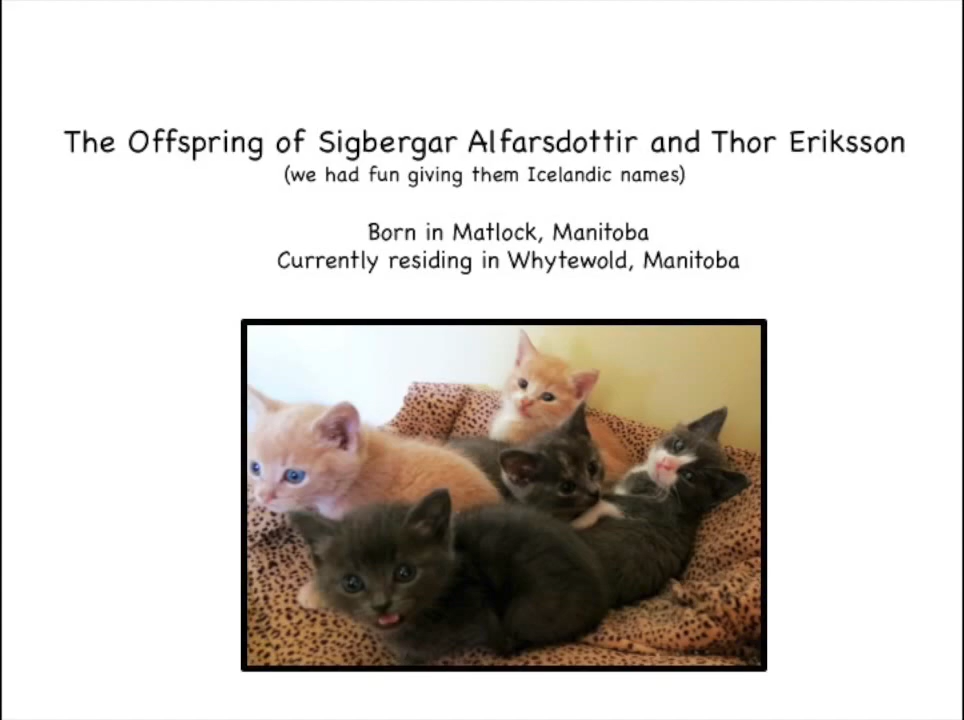 The Offspring of Sigbergar Alfarsdottir and Thor Eriksson
(we had fun giving them Icelandic names)
Born in Matlock, Manitoba
Currently residing in Whytewold, Manitoba